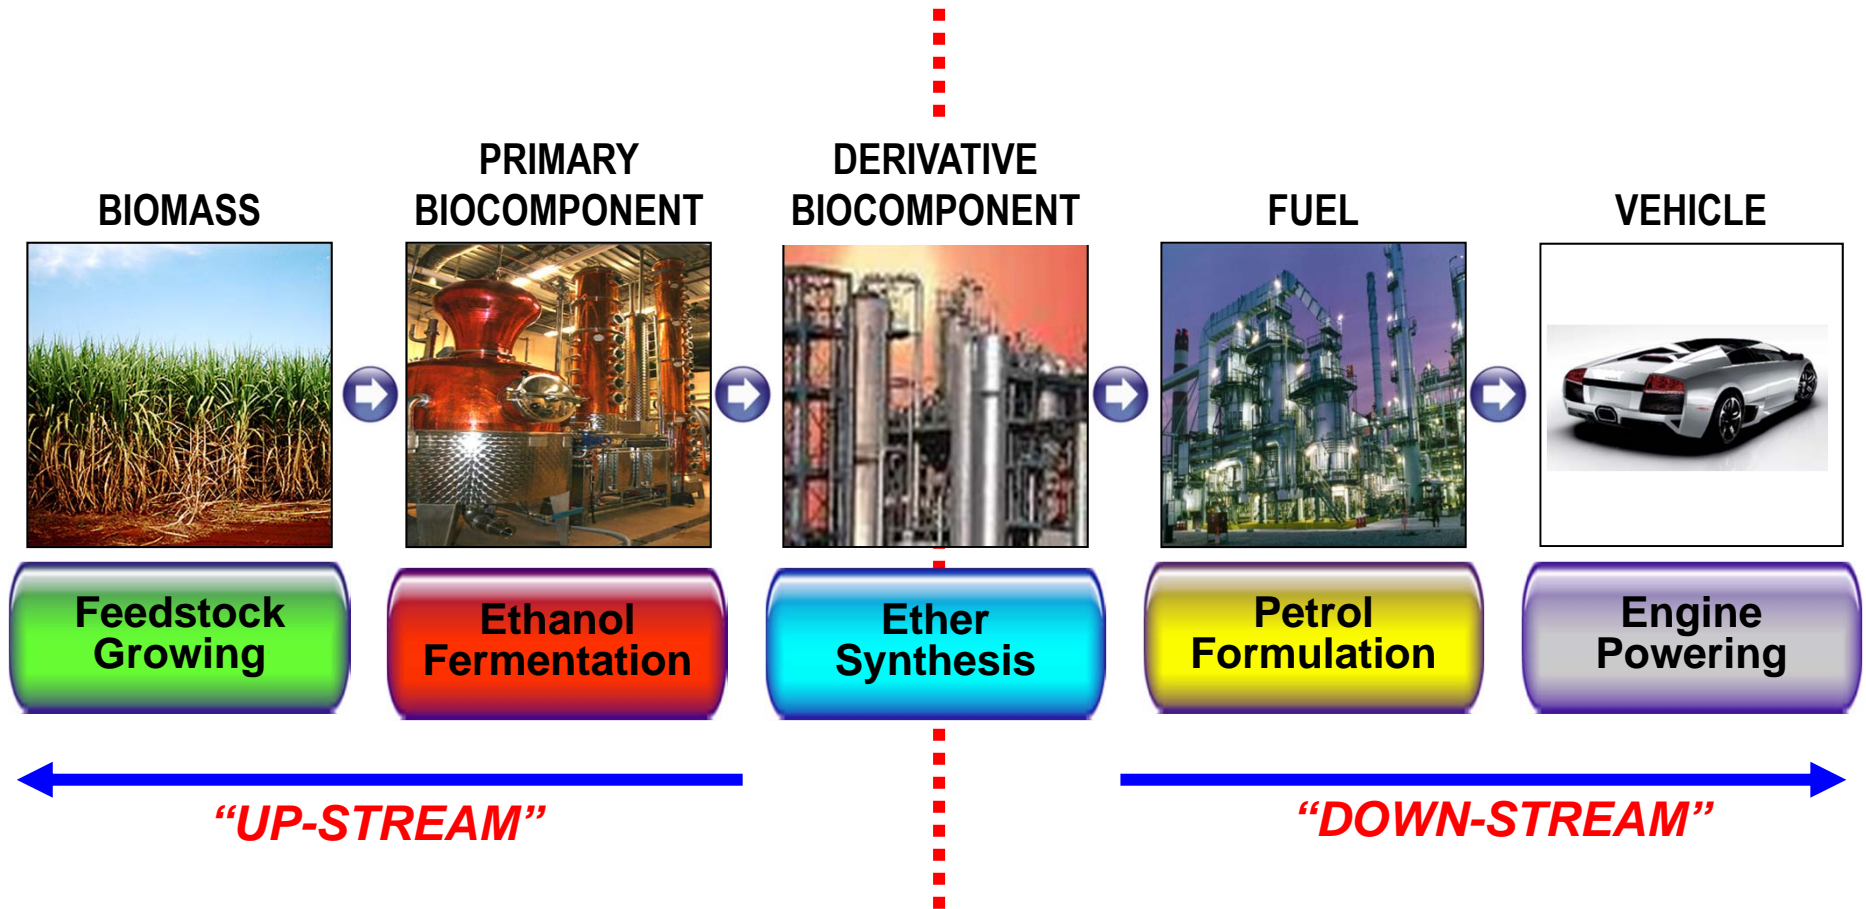 BIOMASS
PRIMARY
BIOCOMPONENT
DERIVATIVE
BIOCOMPONENT
FUEL
VEHICLE
Feedstock
Growing
Ethanol
Fermentation
Ether
Synthesis
Petrol
Formulation
Engine
Powering
“UP-STREAM”
“DOWN-STREAM”